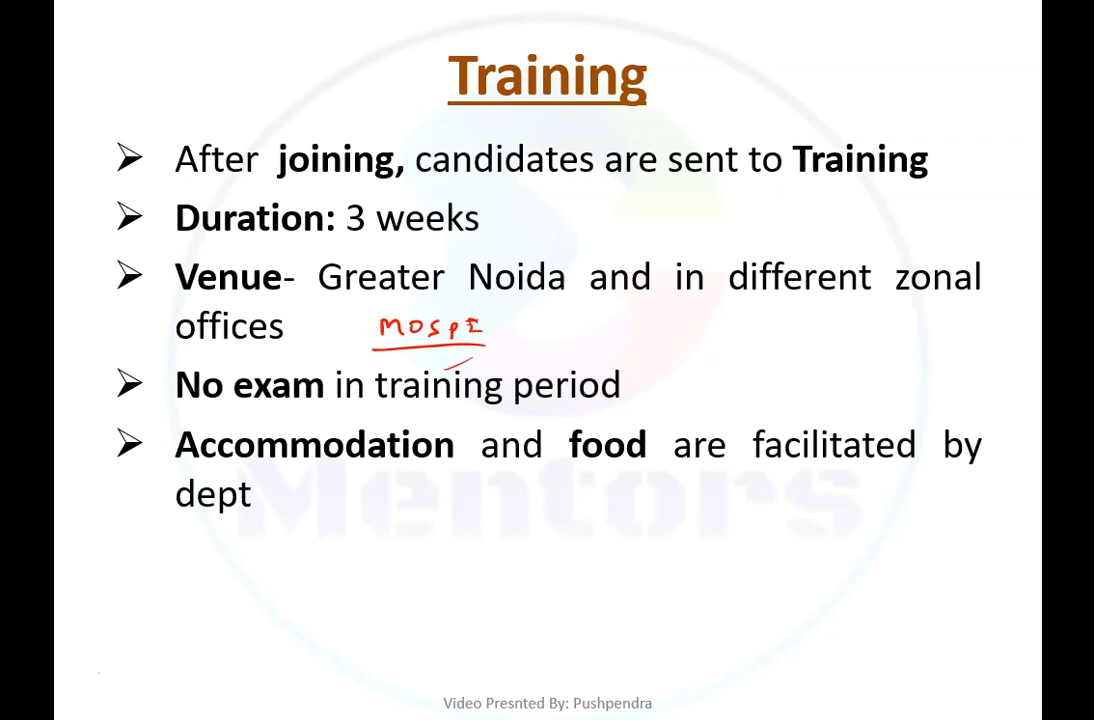 Training
➢ After joining, candidates are sent to Training
➢ Duration: 3 weeks
➢ Venue- Greater Noida and in different zonal
offices MOSPI
➢ No exam in training period
➢ Accommodation and food are facilitated by
dept
Mentors
Video Presnted By: Pushpendra